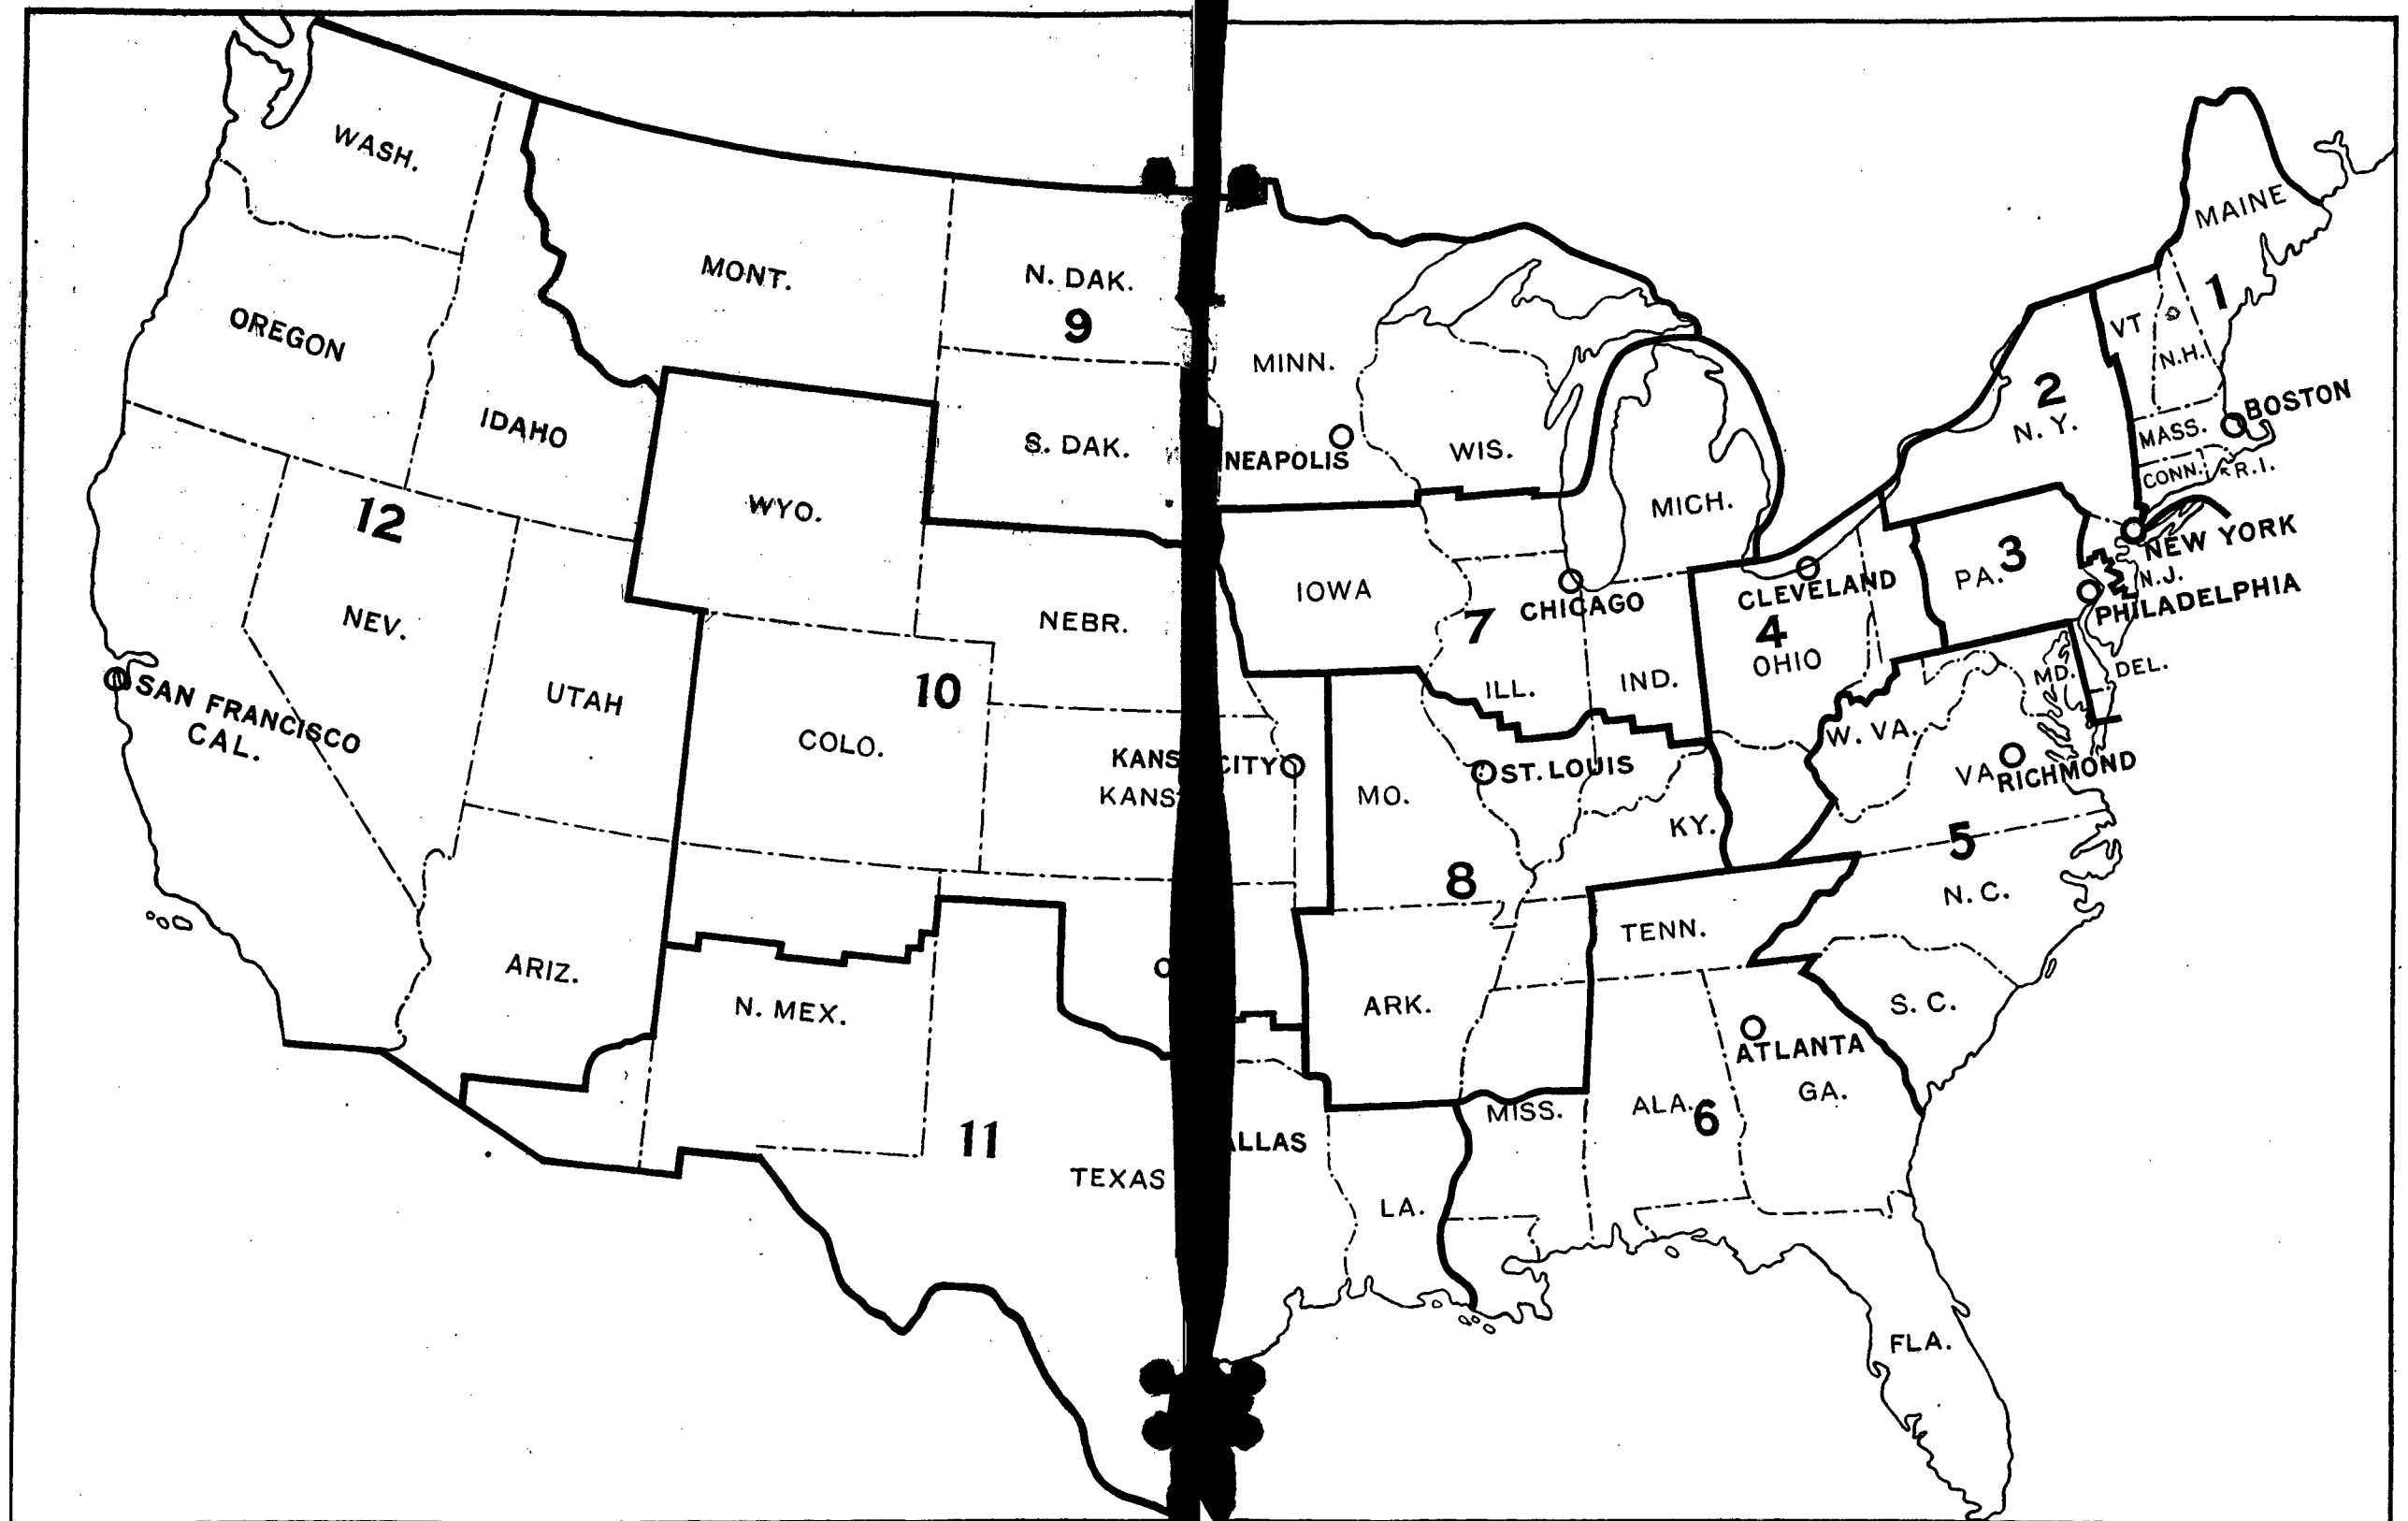 WASH.
OREGON
IDAHO
MONT.
N. DAK.
9
S. DAK.
WYO.
12
NEV.
UTAH
SAN FRANCISCO
CAL.
COLO.
10
NEBR.
KANS
CITY
KANS
ARIZ.
N. MEX.
O
11
TEXAS
MINN.
NEAPOLIS
WIS.
MICH.
IOWA
7
CHICAGO
ILL.
IND.
CLEVELAND
4
OHIO
MO.
ST. LOUIS
KY.
8
ARK.
TENN.
ALLAS
LA.
MISS.
ALA.
6
ATLANTA
GA.
FLA.
S. C.
N. C.
5
VA.
RICHMOND
W. VA.
MD.
DEL.
PA.
3
PHILADELPHIA
N.J.
NEW YORK
2
N. Y.
CONN.
R.I.
MASS.
BOSTON
VT
N.H.
1
MAINE